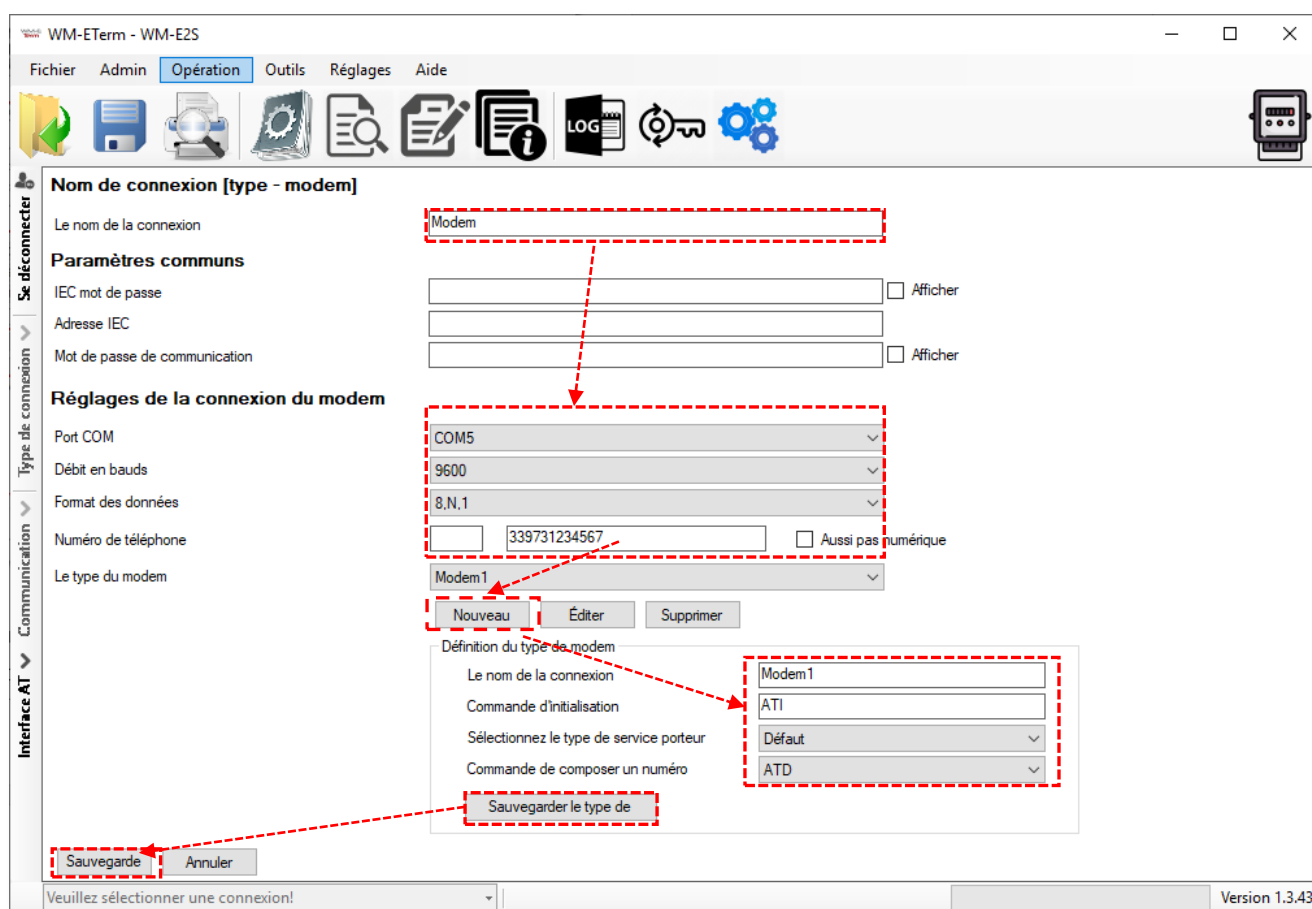 WM-ETerm - WM-E2S
Fichier Admin Opération Outils Réglages Aide
LOG
Se déconnecter
Type de connexion
Communication
Interface AT
Nom de connexion [type - modem]
Le nom de la connexion Modem
Paramètres communs
IEC mot de passe Afficher
Adresse IEC
Mot de passe de communication Afficher
Réglages de la connexion du modem
Port COM COM5
Débit en bauds 9600
Format des données 8,N,1
Numéro de téléphone 339731234567 Aussi pas numérique
Le type du modem Modem1
Nouveau Éditer Supprimer
Définition du type de modem
Le nom de la connexion Modem1
Commande d'initialisation ATI
Sélectionnez le type de service porteur Défaut
Commande de composer un numéro ATD
Sauvegarder le type de
Sauvegarde Annuler
Veuillez sélectionner une connexion! Version 1.3.43